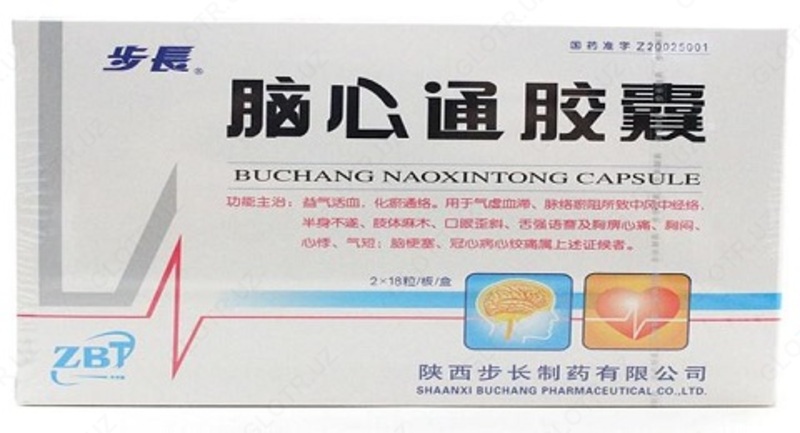 步長®
国药准字 Z20025001
脑心通胶囊
BUCHANG NAOXINTONG CAPSULE
功能主治：益气活血、化瘀通络。用于气虚血滞、脉络瘀阻所致中风中经络、
半身不遂、肢体麻木、口眼歪斜、舌强语謇及胸痹心痛、胸闷、
心悸、气短；脑梗塞、冠心病心绞痛属上述证候者。
2×18粒/板/盒
ZBT
陕西步长制药有限公司
SHAANXI BUCHANG PHARMACEUTICAL CO.,LTD.